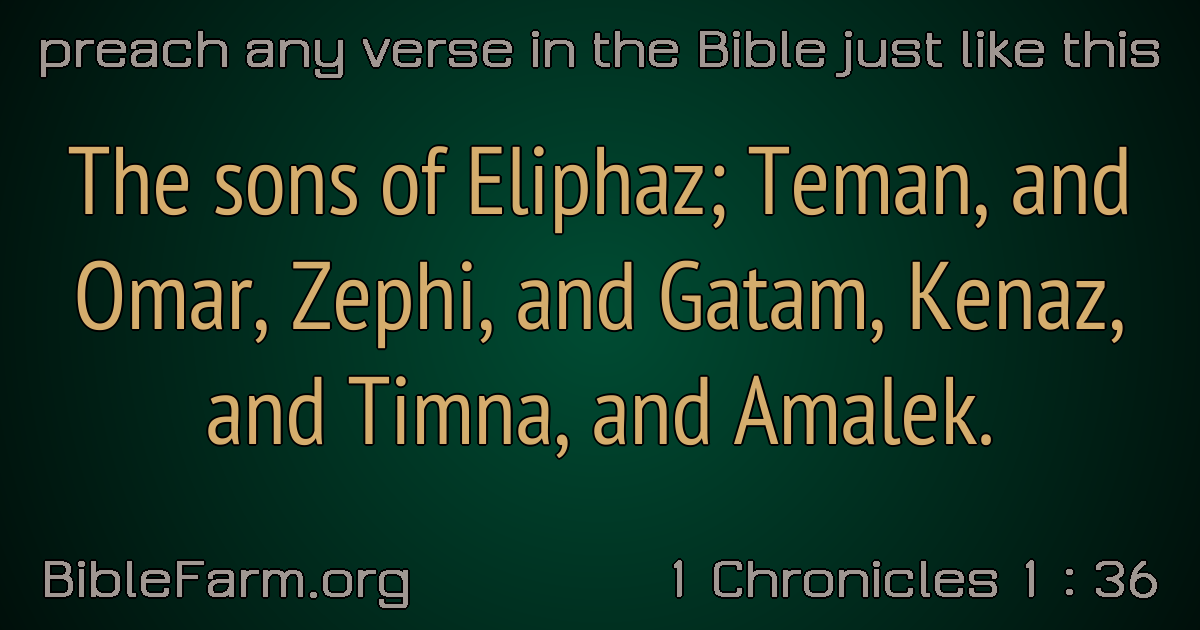 preach any verse in the Bible just like this
The sons of Eliphaz; Teman, and
Omar, Zephi, and Gatam, Kenaz,
and Timna, and Amalek.
BibleFarm.org
1 Chronicles 1 : 36